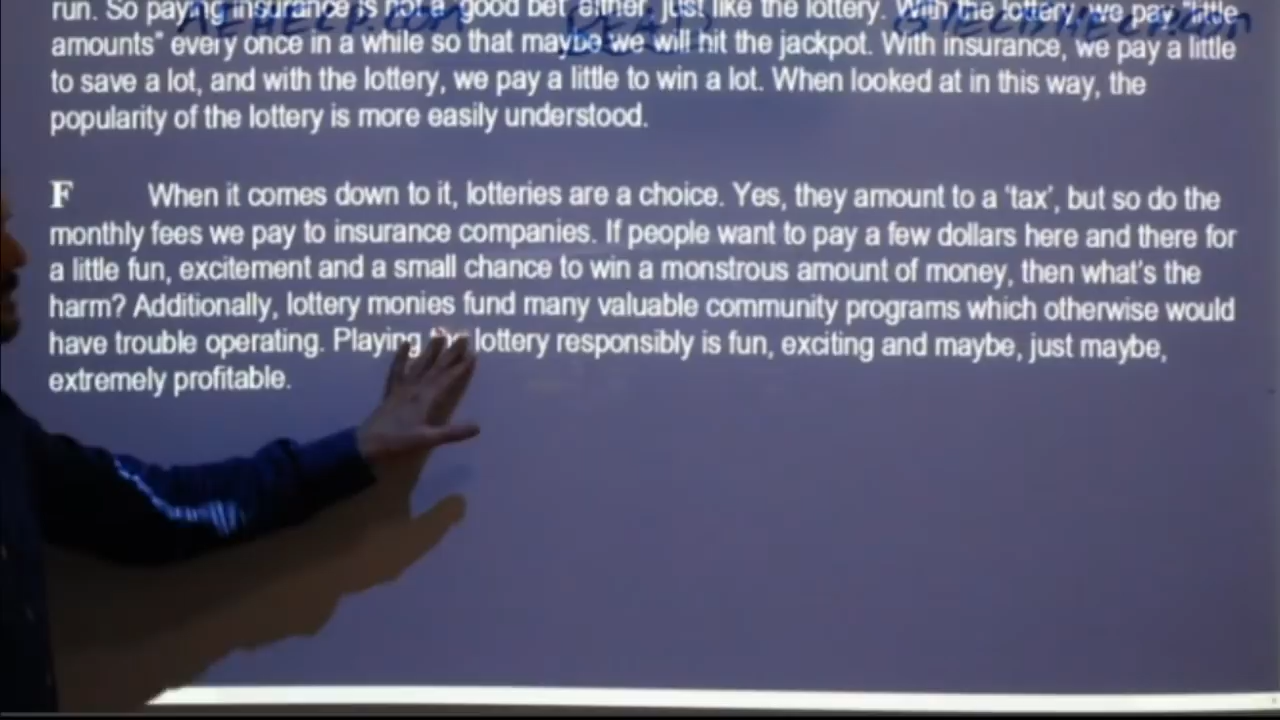 run. So paying insurance is not a good bet either, just like the lottery. With the lottery, we pay "little
AEHELP.com
READ
amounts" every once in a while so that maybe we will hit the jackpot. With insurance, we pay a little
to save a lot, and with the lottery, we pay a little to win a lot. When looked at in this way, the
popularity of the lottery is more easily understood.
F When it comes down to it, lotteries are a choice. Yes, they amount to a 'tax', but so do the
monthly fees we pay to insurance companies. If people want to pay a few dollars here and there for
a little fun, excitement and a small chance to win a monstrous amount of money, then what's the
harm? Additionally, lottery monies fund many valuable community programs which otherwise would
have trouble operating. Playing the lottery responsibly is fun, exciting and maybe, just maybe,
extremely profitable.